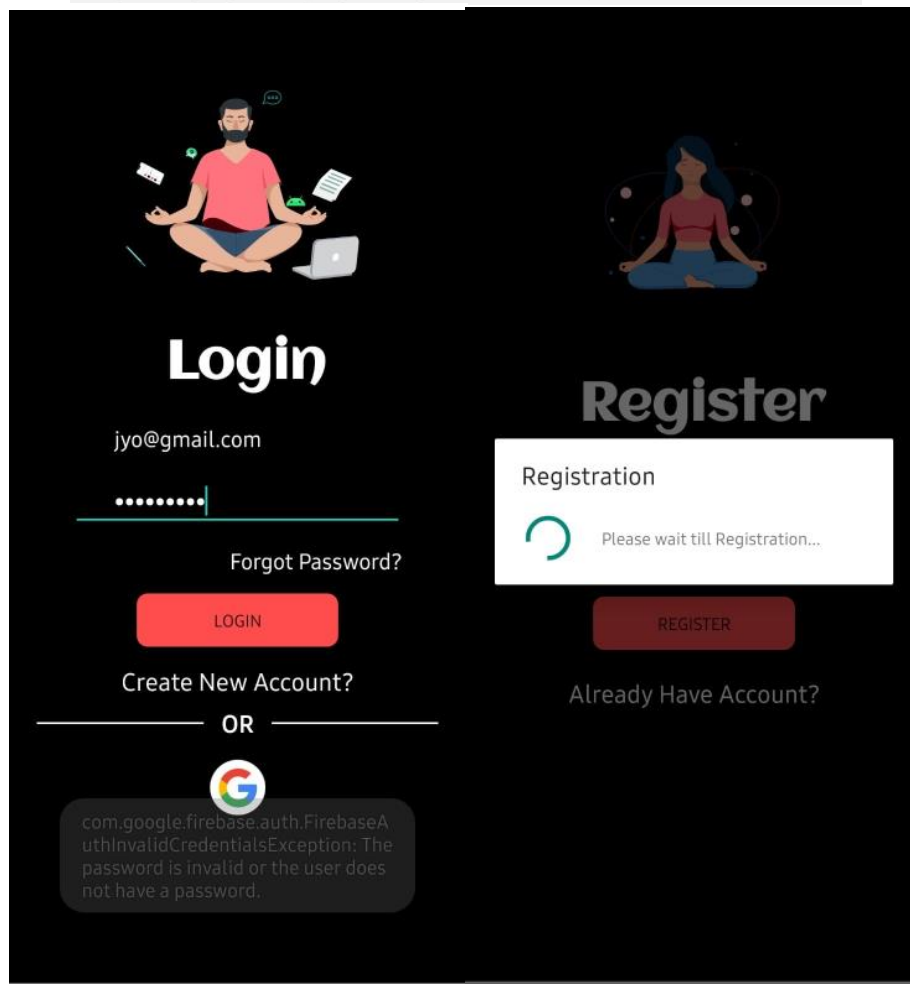 Login
jyo@gmail.com
•••••••••
Forgot Password?
LOGIN
Create New Account?
OR
G
com.google.firebase.auth.FirebaseA
uthInvalidCredentialsException: The
password is invalid or the user does
not have a password.
Register
Registration
Please wait till Registration...
REGISTER
Already Have Account?